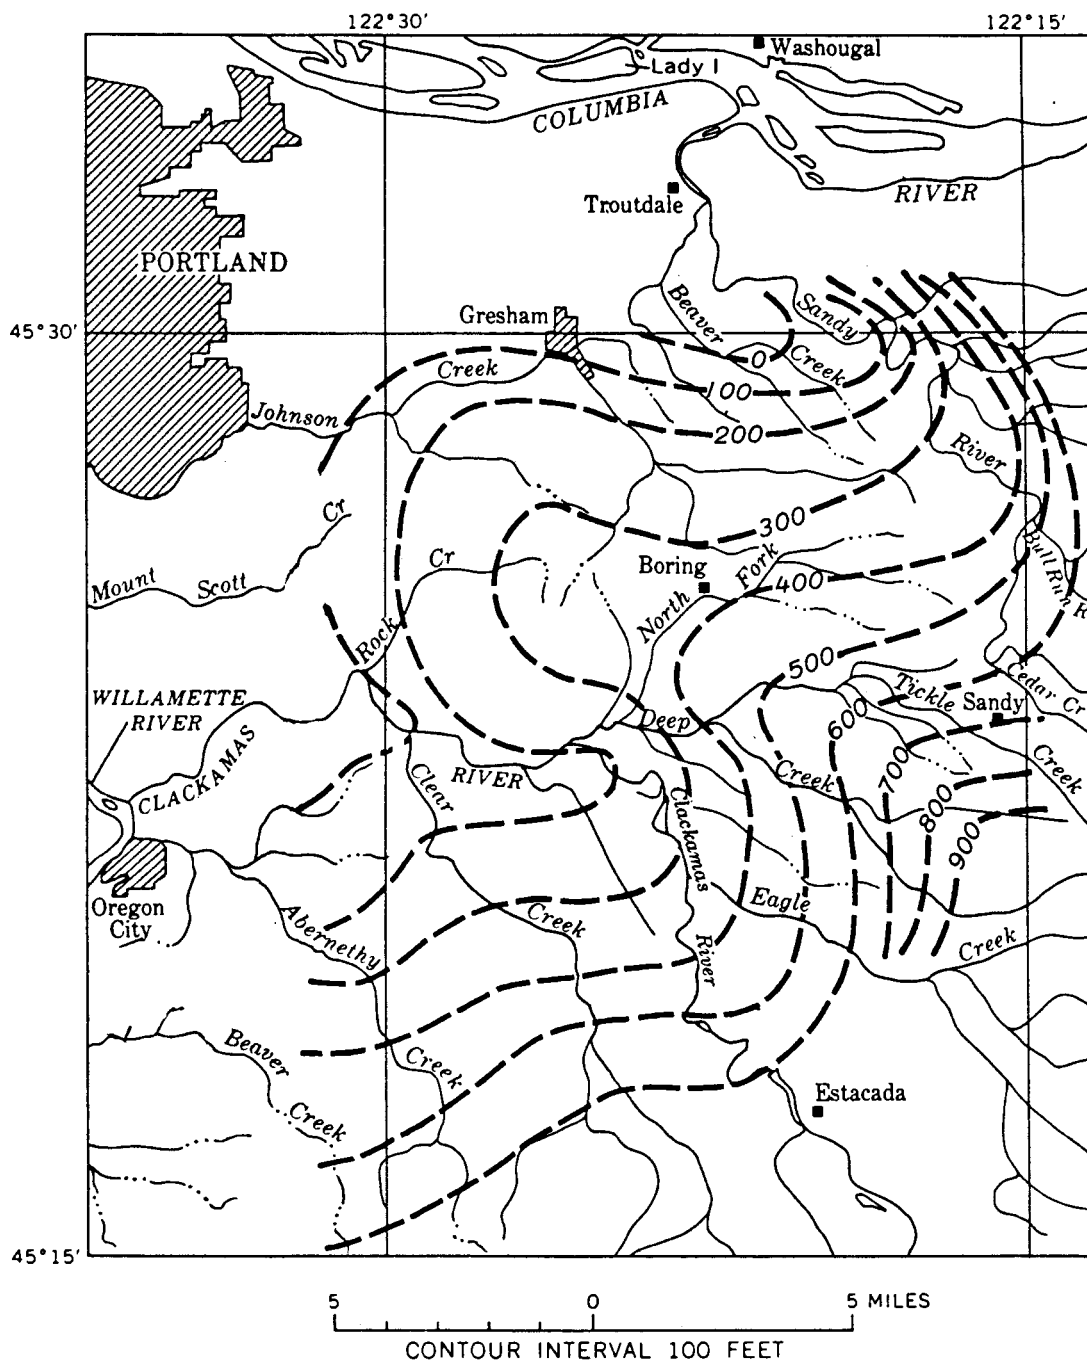 122°30′
122°15′
Washougal
Lady I
COLUMBIA
RIVER
Troutdale
PORTLAND
45°30′
Gresham
Beaver
Creek
Sandy
0
100
200
Creek
Johnson
River
300
Cr
Cr
Mount
Scott
Boring
Fork
North
400
Bull Run R
Rock
500
WILLAMETTE
RIVER
Tickle
Sandy
Cedar Cr
Deep
Creek
600
700
800
900
Creek
CLACKAMAS
RIVER
Clear
Creek
Clackamas
River
Eagle
Creek
Oregon
City
Abernethy
Creek
Beaver
Creek
Estacada
45°15′
5
0
5 MILES
CONTOUR INTERVAL 100 FEET